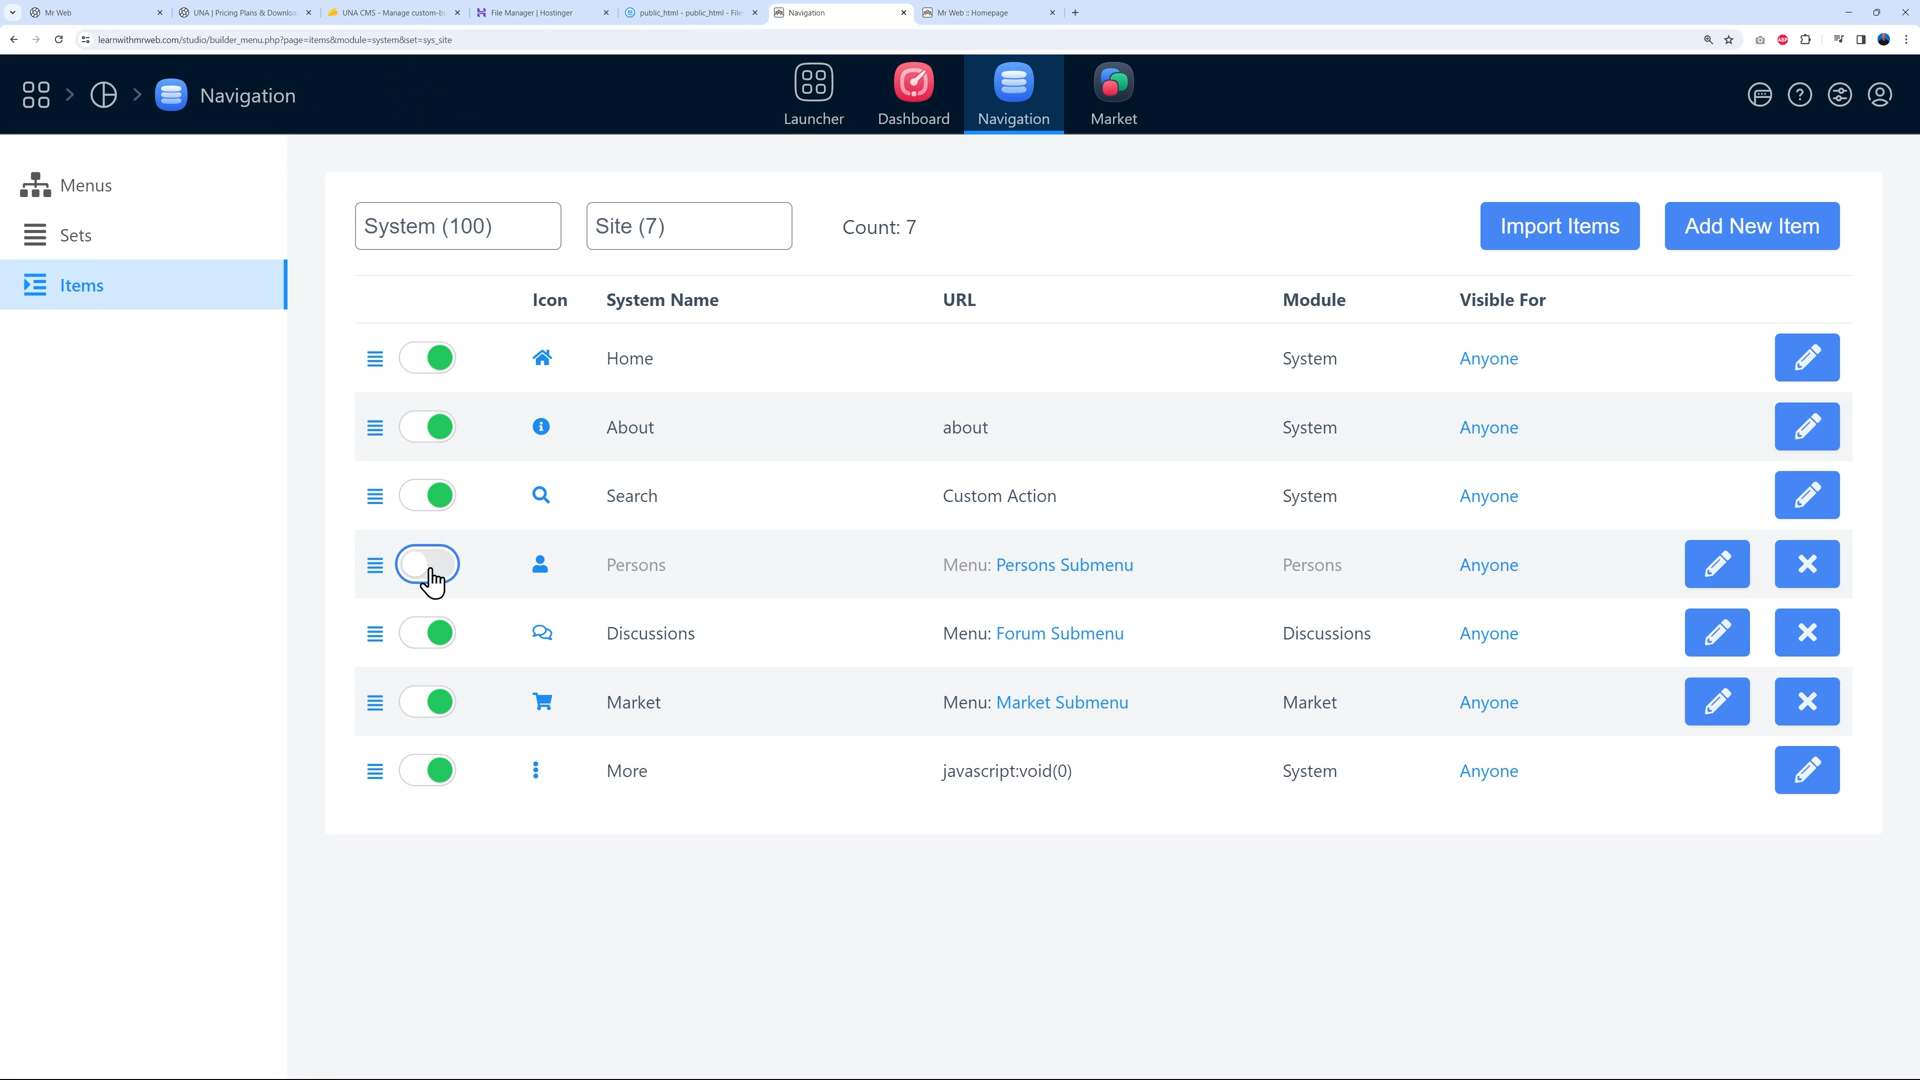 Mr Web
UNA | Pricing Plans & Downloa
UNA CMS - Manage custom-b
File Manager | Hostinger
public_html - public_html - File
Navigation
Mr Web :: Homepage
learnwithmrweb.com/studio/builder_menu.php?page=items&module=system&set=sys_site
ABP
Navigation
Launcher
Dashboard
Navigation
Market
Menus
Sets
Items
System (100)
Site (7)
Count: 7
Import Items
Add New Item
Icon System Name URL Module Visible For
Home System Anyone
About about System Anyone
Search Custom Action System Anyone
Persons Menu: Persons Submenu Persons Anyone
Discussions Menu: Forum Submenu Discussions Anyone
Market Menu: Market Submenu Market Anyone
More javascript:void(0) System Anyone